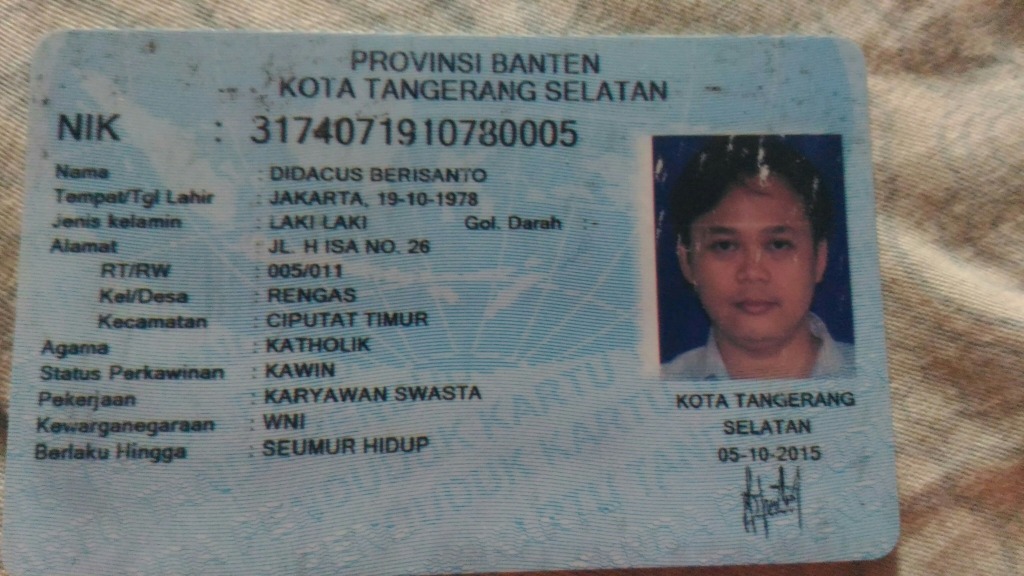 PROVINSI BANTEN
KOTA TANGERANG SELATAN
NIK : 3174071910780005
Nama : DIDACUS BERISANTO
Tempat/Tgl Lahir : JAKARTA, 19-10-1978
Jenis kelamin : LAKI LAKI Gol. Darah :-
Alamat : JL. H ISA NO. 26
RT/RW : 005/011
Kel/Desa : RENGAS
Kecamatan : CIPUTAT TIMUR
Agama : KATHOLIK
Status Perkawinan : KAWIN
Pekerjaan : KARYAWAN SWASTA
Kewarganegaraan : WNI
Berlaku Hingga : SEUMUR HIDUP
KOTA TANGERANG
SELATAN
05-10-2015